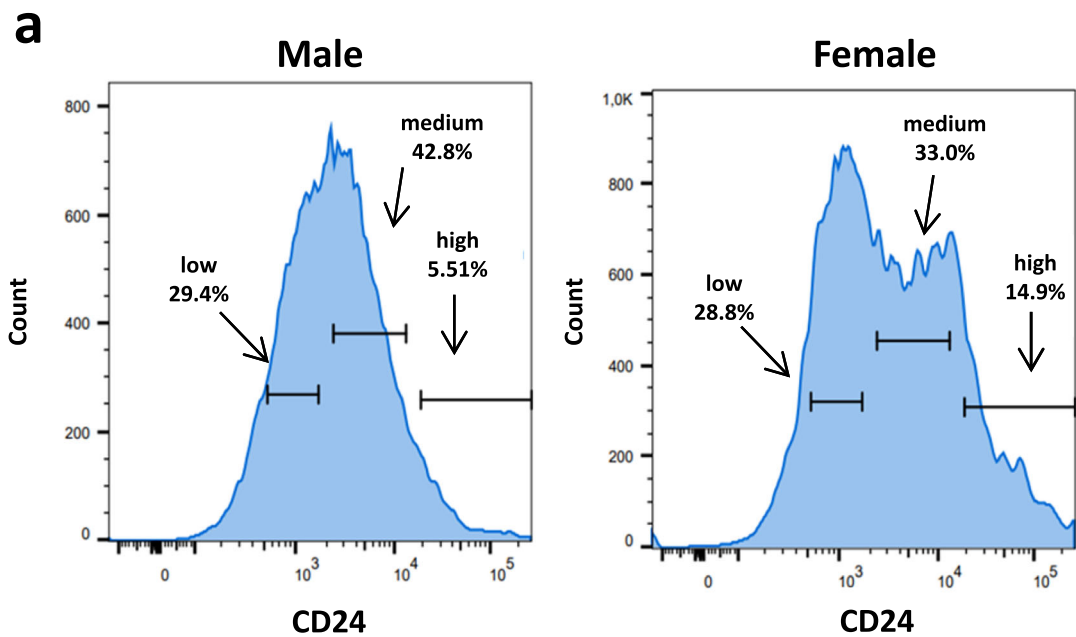 a
Male
Female
800
600
400
200
0
Count
low
29.4%
medium
42.8%
high
5.51%
0
10³
10⁴
10⁵
CD24
1,0K
800
600
400
200
0
Count
low
28.8%
medium
33.0%
high
14.9%
0
10³
10⁴
10⁵
CD24